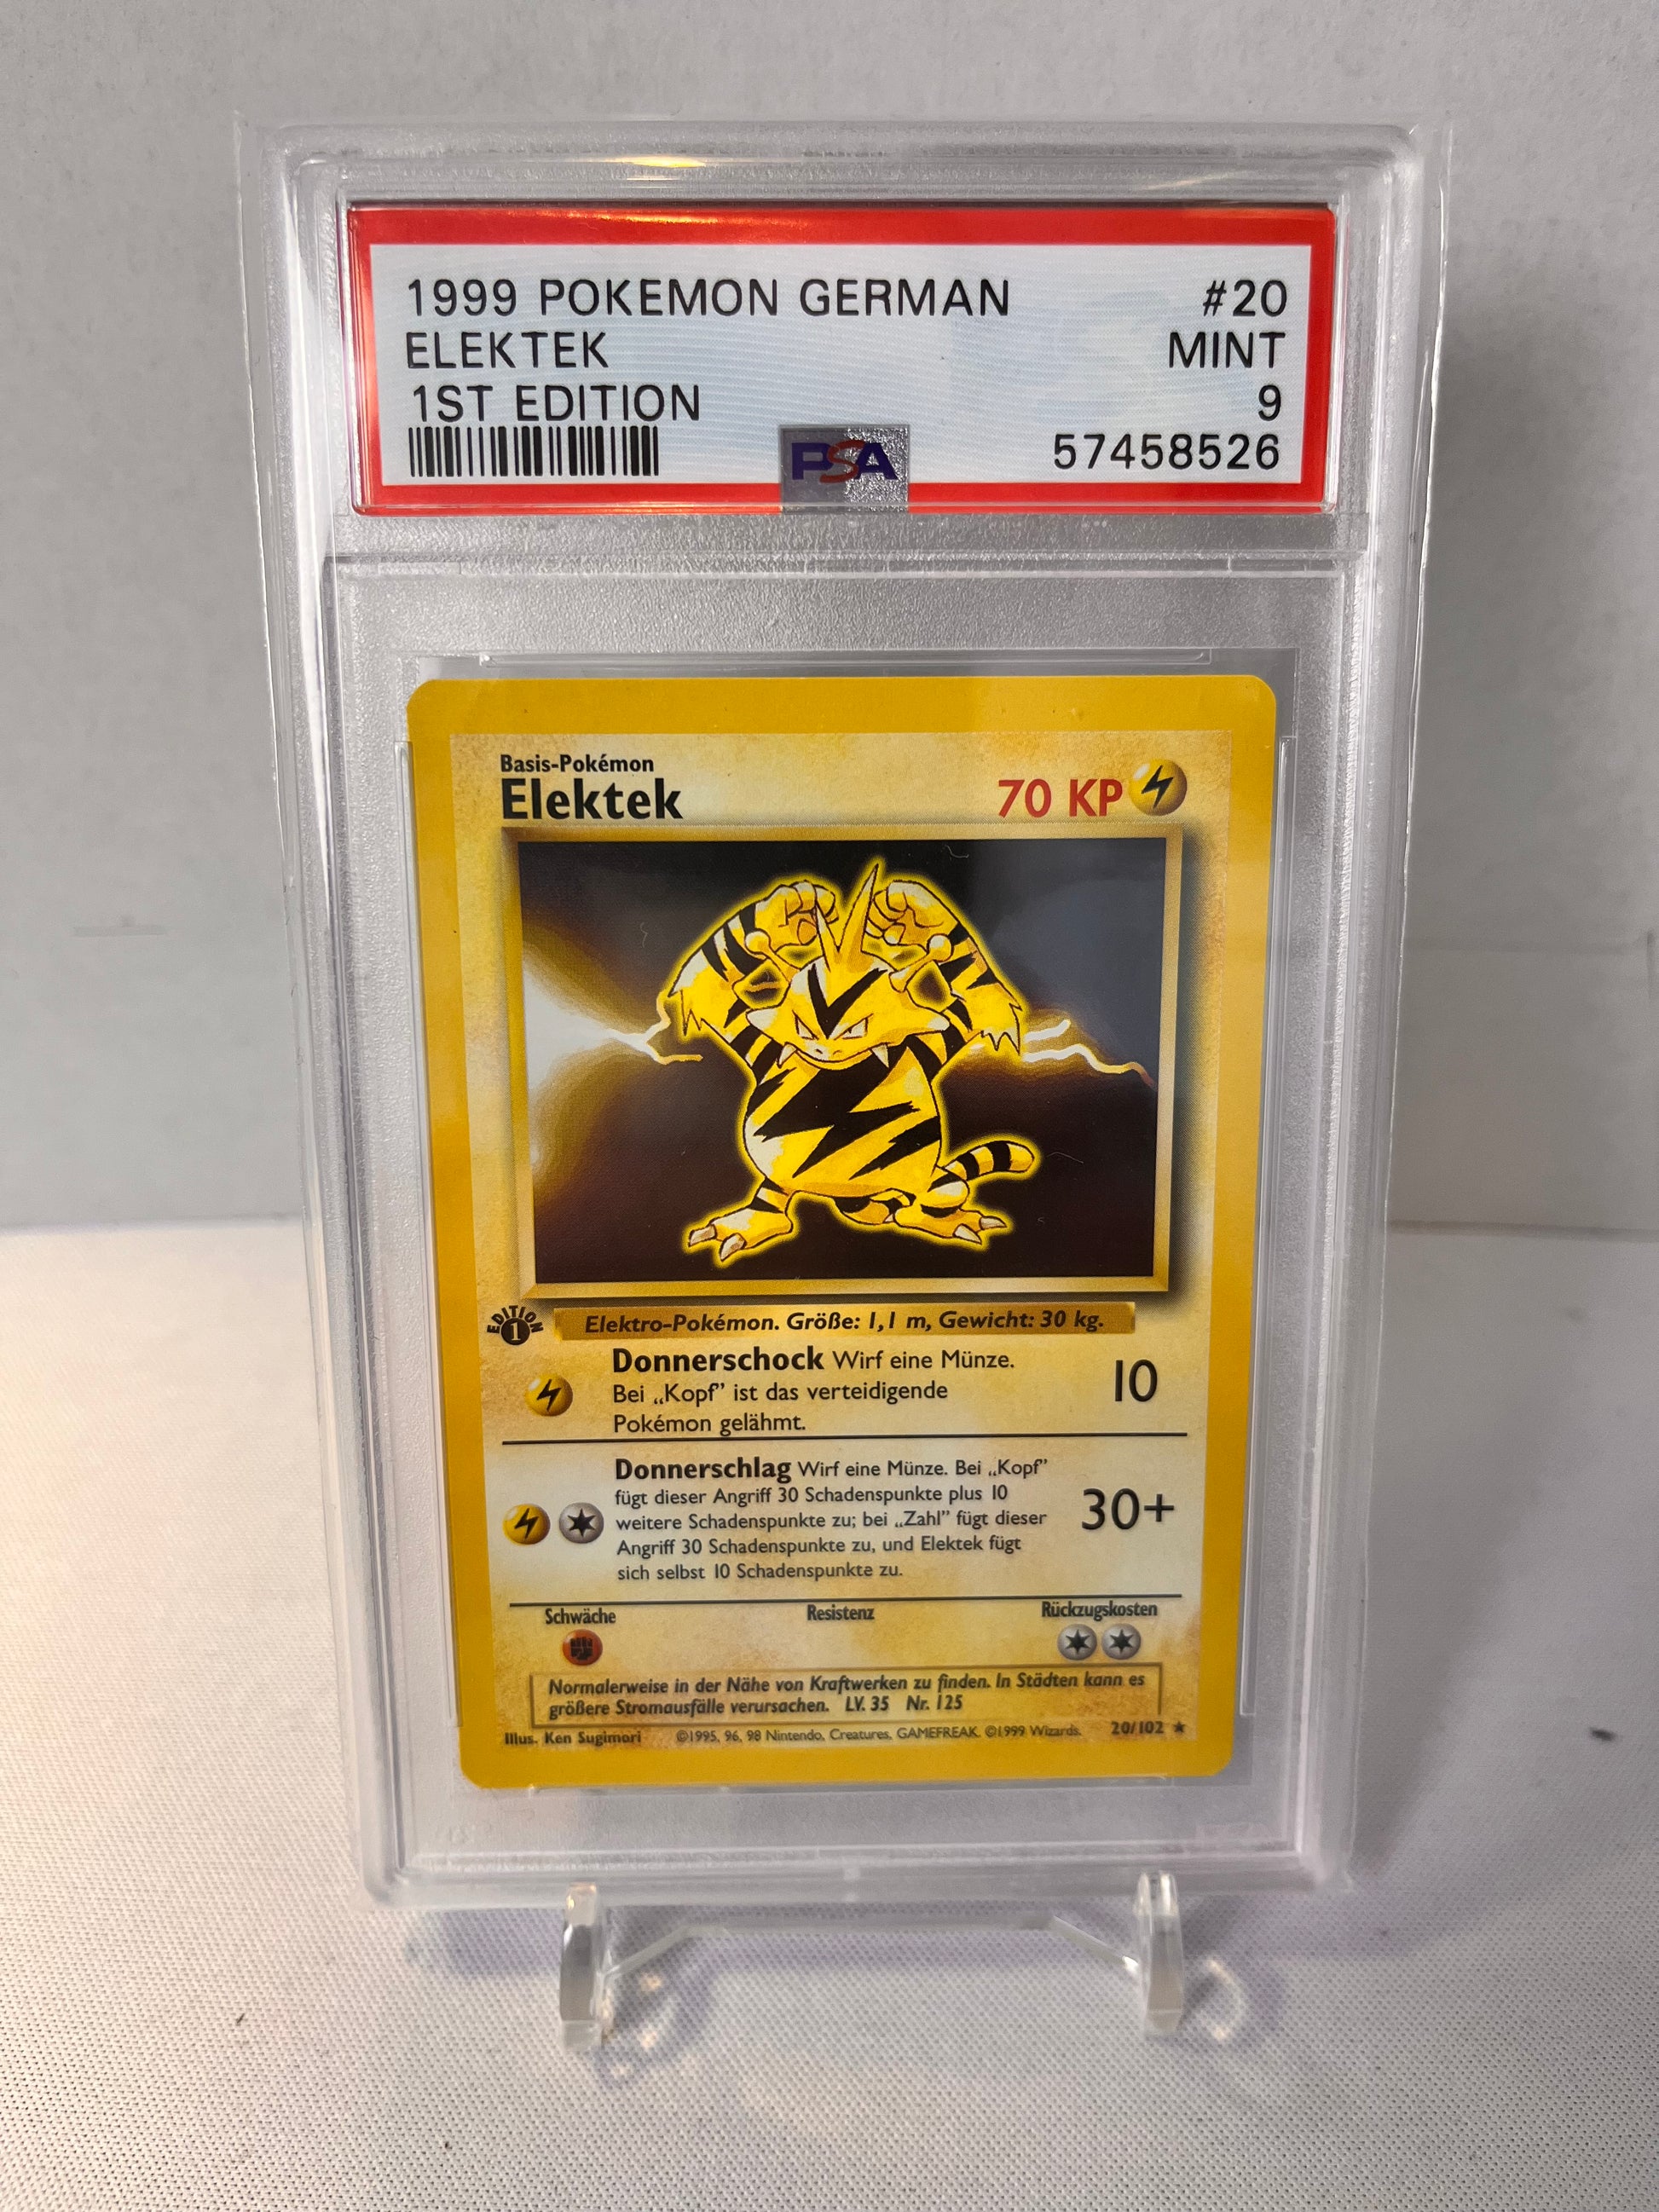 1999 POKEMON GERMAN #20
ELEKTEK MINT
1ST EDITION 9
PSA 57458526
Basis-Pokémon
Elektek 70 KP
EDITION 1
Elektro-Pokémon. Größe: 1,1 m, Gewicht: 30 kg.
Donnerschock Wirf eine Münze.
Bei „Kopf” ist das verteidigende 10
Pokémon gelähmt.
Donnerschlag Wirf eine Münze. Bei „Kopf”
fügt dieser Angriff 30 Schadenspunkte plus 10
weitere Schadenspunkte zu; bei „Zahl” fügt dieser 30+
Angriff 30 Schadenspunkte zu, und Elektek fügt
sich selbst 10 Schadenspunkte zu.
Schwäche Resistenz Rückzugskosten
Normalerweise in der Nähe von Kraftwerken zu finden. In Städten kann es
größere Stromausfälle verursachen. LV. 35 Nr. 125
Illus. Ken Sugimori ©1995, 96, 98 Nintendo, Creatures, GAMEFREAK. ©1999 Wizards. 20/102 ★